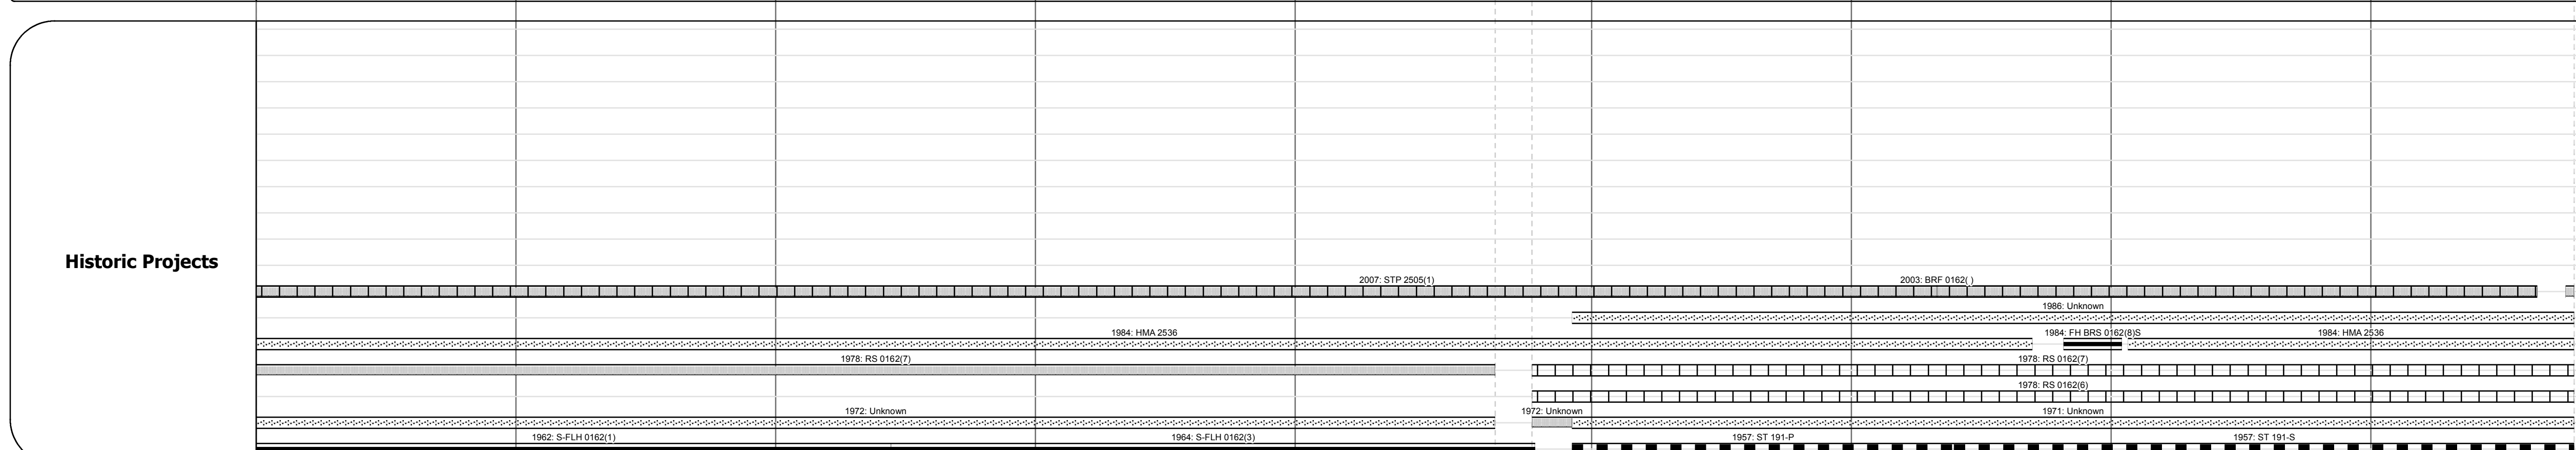 Historic Projects
2007: STP 2505(1) 2003: BRF 0162( )
1986: Unknown
1984: HMA 2536 1984: FH BRS 0162(8)S 1984: HMA 2536
1978: RS 0162(7) 1978: RS 0162(7)
1978: RS 0162(6)
1972: Unknown 1972: Unknown 1971: Unknown
1962: S-FLH 0162(1) 1964: S-FLH 0162(3) 1957: ST 191-P 1957: ST 191-S